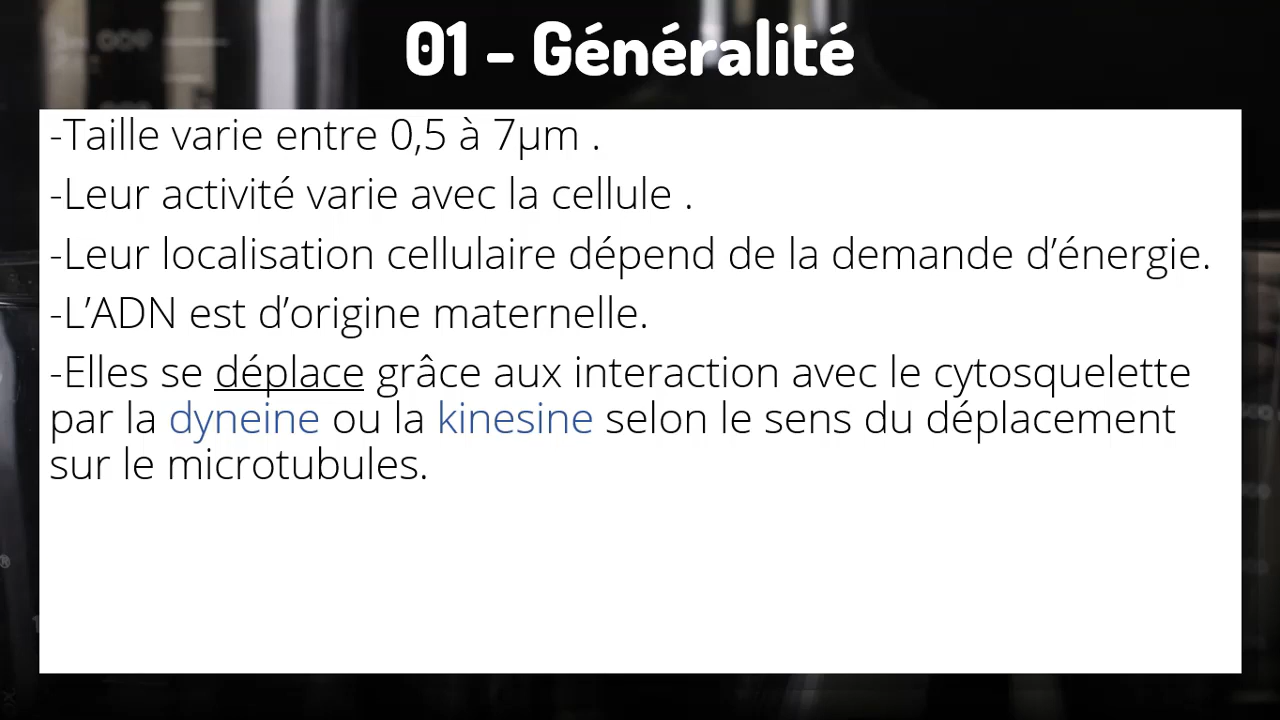 01 - Généralité
-Taille varie entre 0,5 à 7µm .
-Leur activité varie avec la cellule .
-Leur localisation cellulaire dépend de la demande d’énergie.
-L’ADN est d’origine maternelle.
-Elles se déplace grâce aux interaction avec le cytosquelette
par la dyneine ou la kinesine selon le sens du déplacement
sur le microtubules.